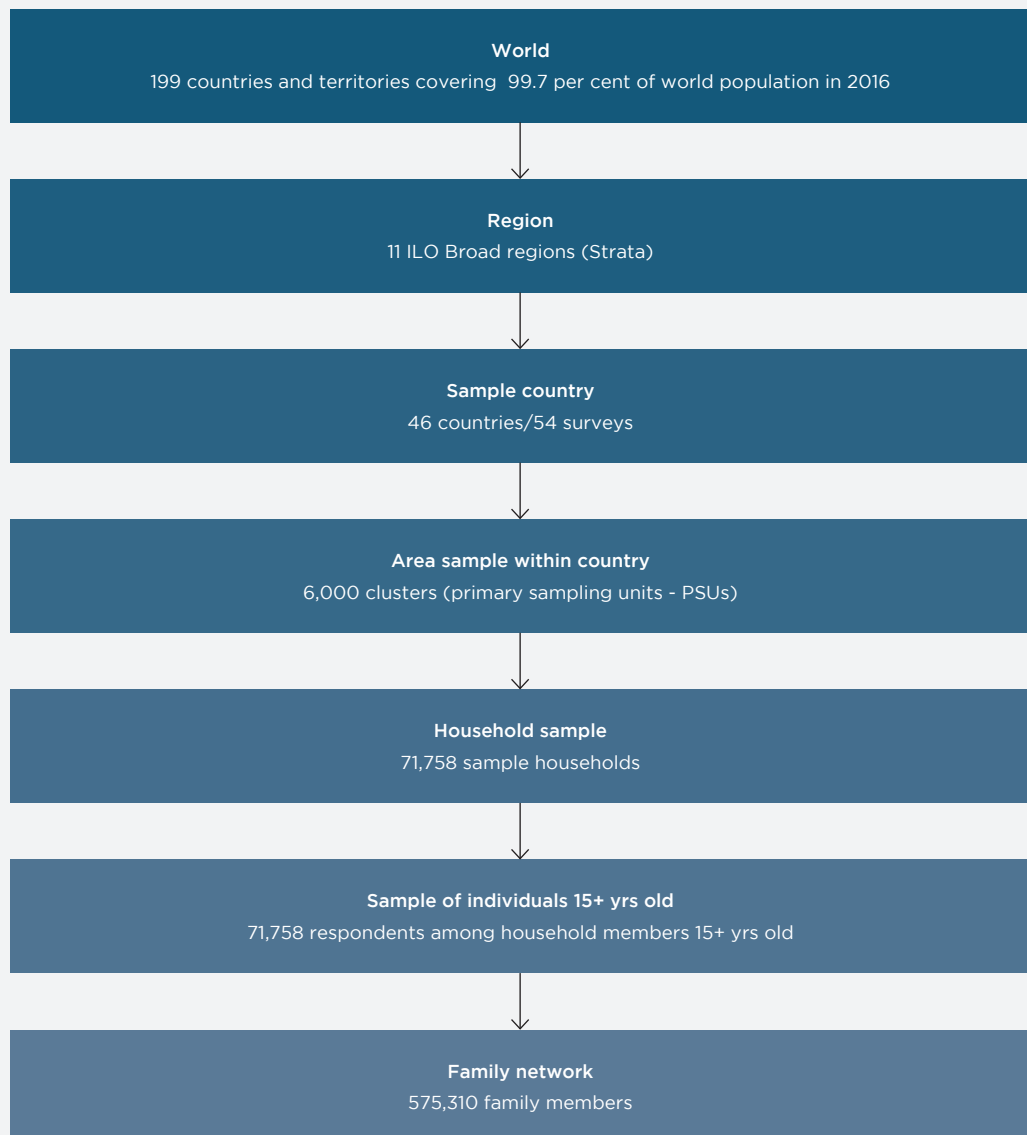 World
199 countries and territories covering 99.7 per cent of world population in 2016
Region
11 ILO Broad regions (Strata)
Sample country
46 countries/54 surveys
Area sample within country
6,000 clusters (primary sampling units - PSUs)
Household sample
71,758 sample households
Sample of individuals 15+ yrs old
71,758 respondents among household members 15+ yrs old
Family network
575,310 family members